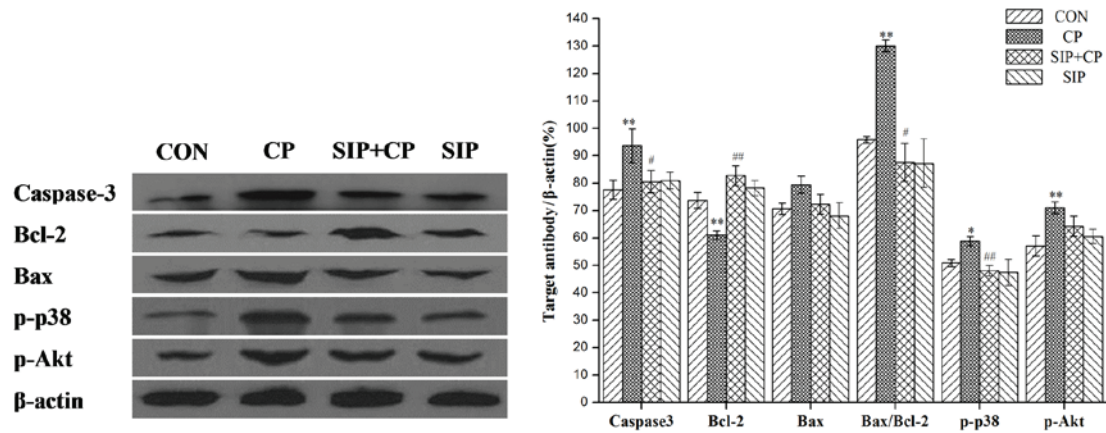 CON CP SIP+CP SIP
Caspase-3
Bcl-2
Bax
p-p38
p-Akt
β-actin
Target antibody/β-actin(%)
140
130
120
110
100
90
80
70
60
50
40
30
20
10
0
** # ** ## ** # * ## **
Caspase3 Bcl-2 Bax Bax/Bcl-2 p-p38 p-Akt
CON
CP
SIP+CP
SIP